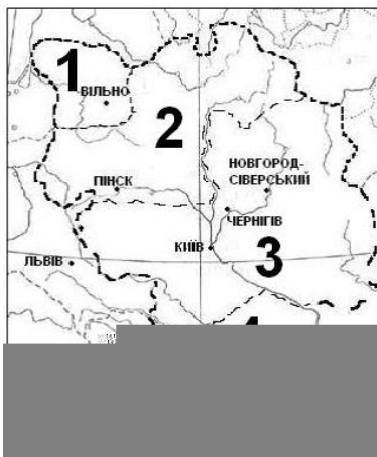 1
ВІЛЬНО
2
ПІНСК
НОВГОРОД-
СІВЕРСЬКИЙ
ЧЕРНІГІВ
КИЇВ
3
ЛЬВІВ